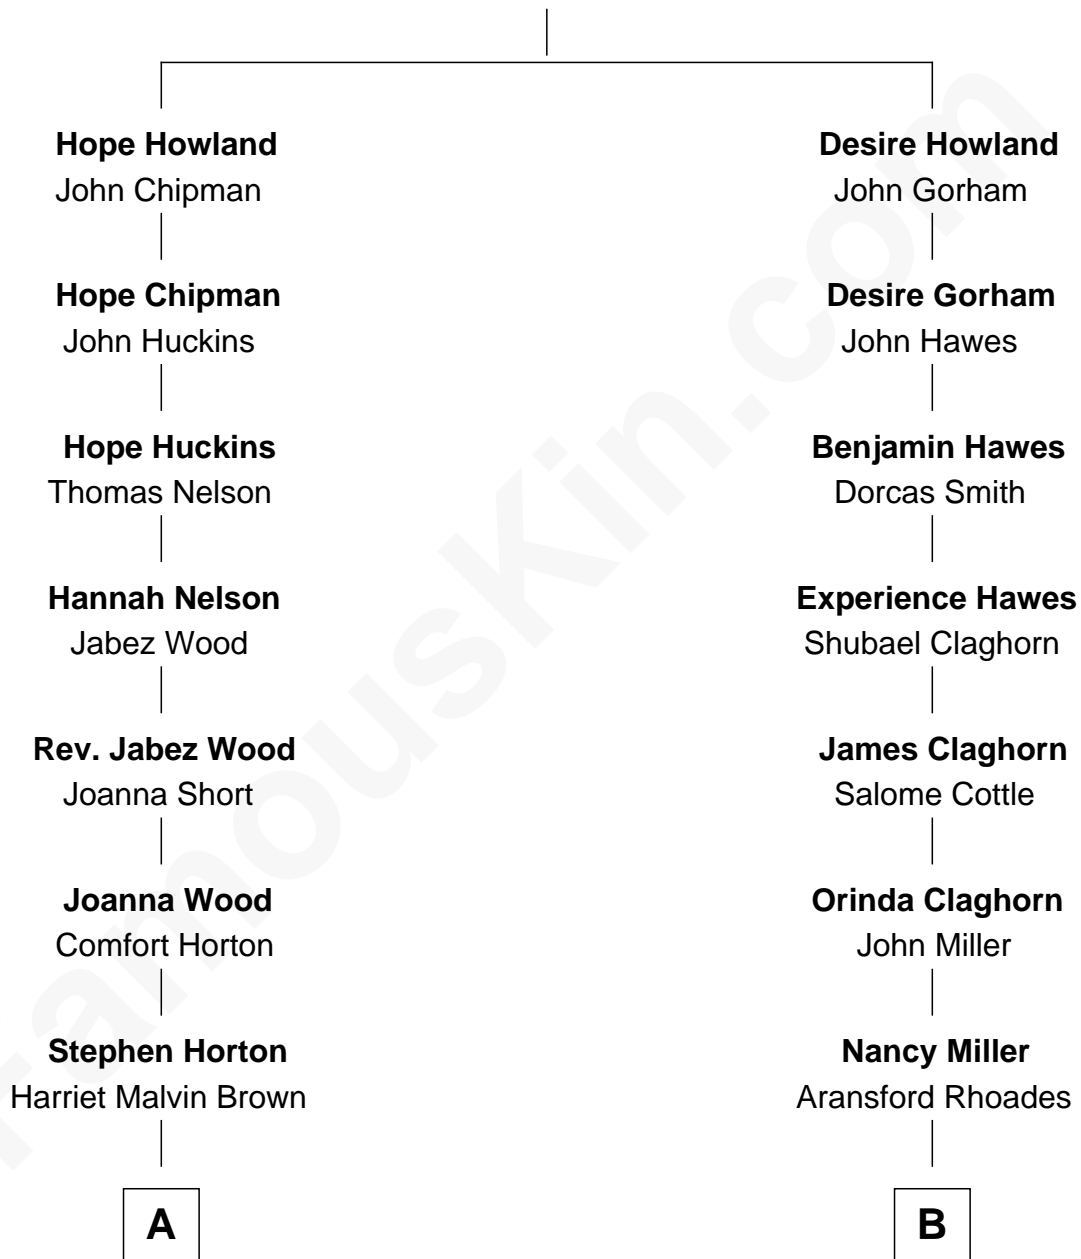 Hope Howland
John Chipman
Desire Howland
John Gorham
Hope Chipman
John Huckins
Desire Gorham
John Hawes
Hope Huckins
Thomas Nelson
Benjamin Hawes
Dorcas Smith
Hannah Nelson
Jabez Wood
Experience Hawes
Shubael Claghorn
Rev. Jabez Wood
Joanna Short
James Claghorn
Salome Cottle
Joanna Wood
Comfort Horton
Orinda Claghorn
John Miller
Stephen Horton
Harriet Malvin Brown
Nancy Miller
Aransford Rhoades
A
B
FamousKin.com